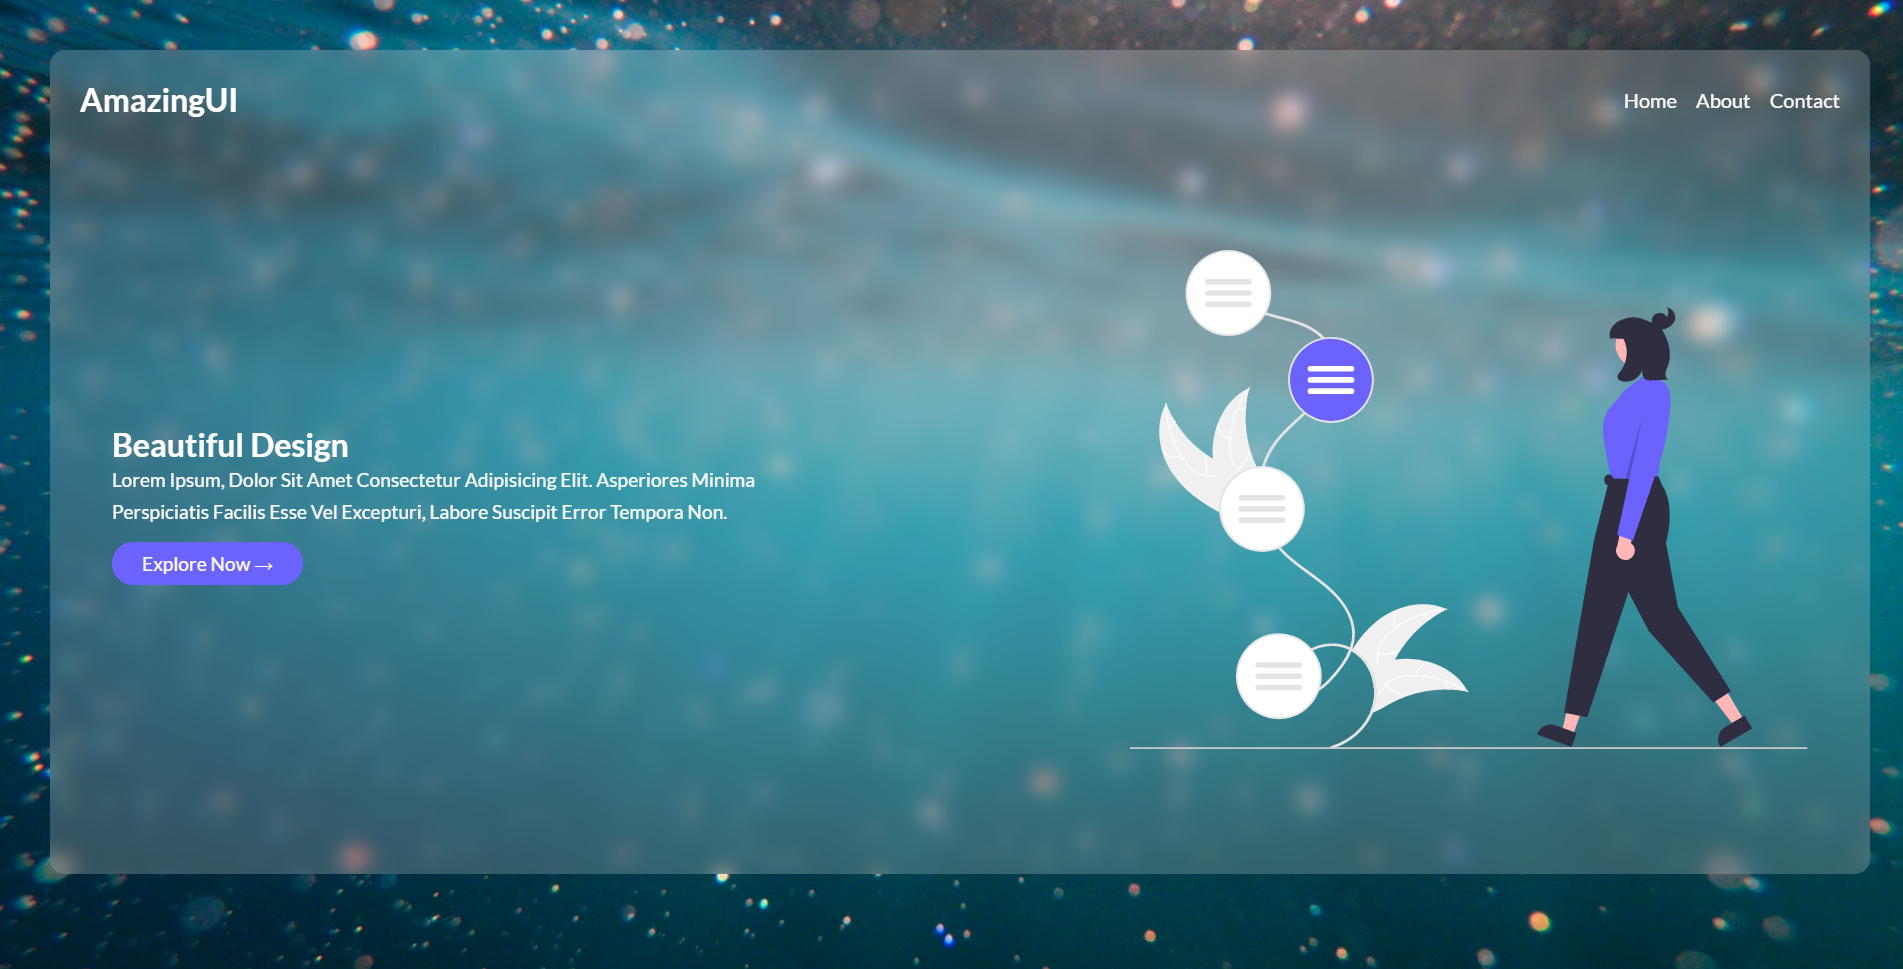 AmazingUI
Home About Contact
Beautiful Design
Lorem Ipsum, Dolor Sit Amet Consectetur Adipisicing Elit. Asperiores Minima
Perspiciatis Facilis Esse Vel Excepturi, Labore Suscipit Error Tempora Non.
Explore Now →